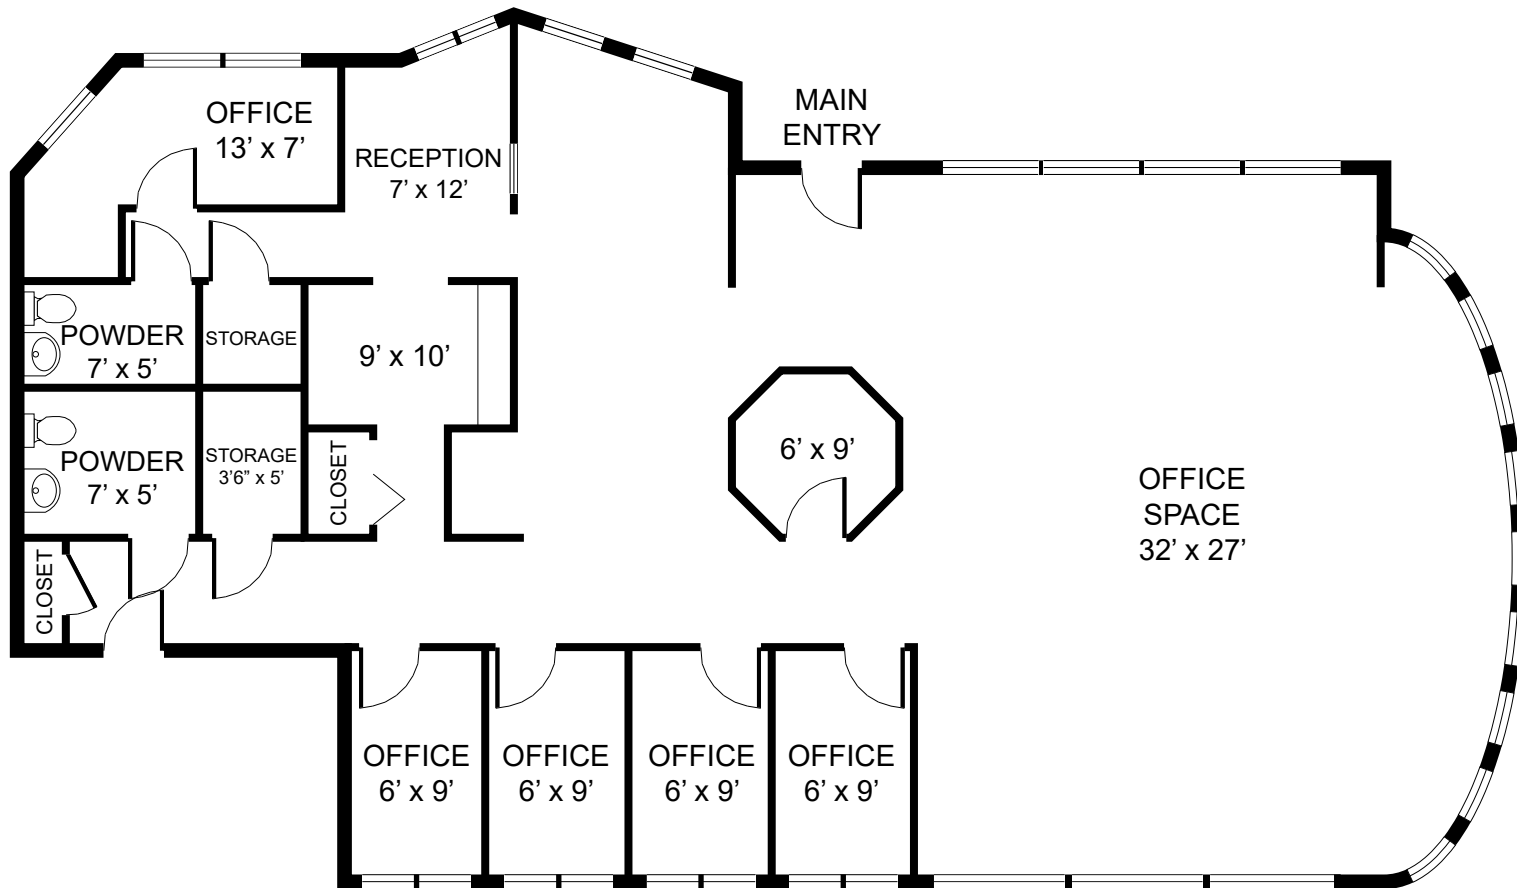 MAIN
ENTRY
OFFICE
13’ x 7’
RECEPTION
7’ x 12’
POWDER
7’ x 5’
STORAGE
9’ x 10’
POWDER
7’ x 5’
STORAGE
3’6” x 5’
CLOSET
6’ x 9’
OFFICE
SPACE
32’ x 27’
CLOSET
OFFICE
6’ x 9’
OFFICE
6’ x 9’
OFFICE
6’ x 9’
OFFICE
6’ x 9’